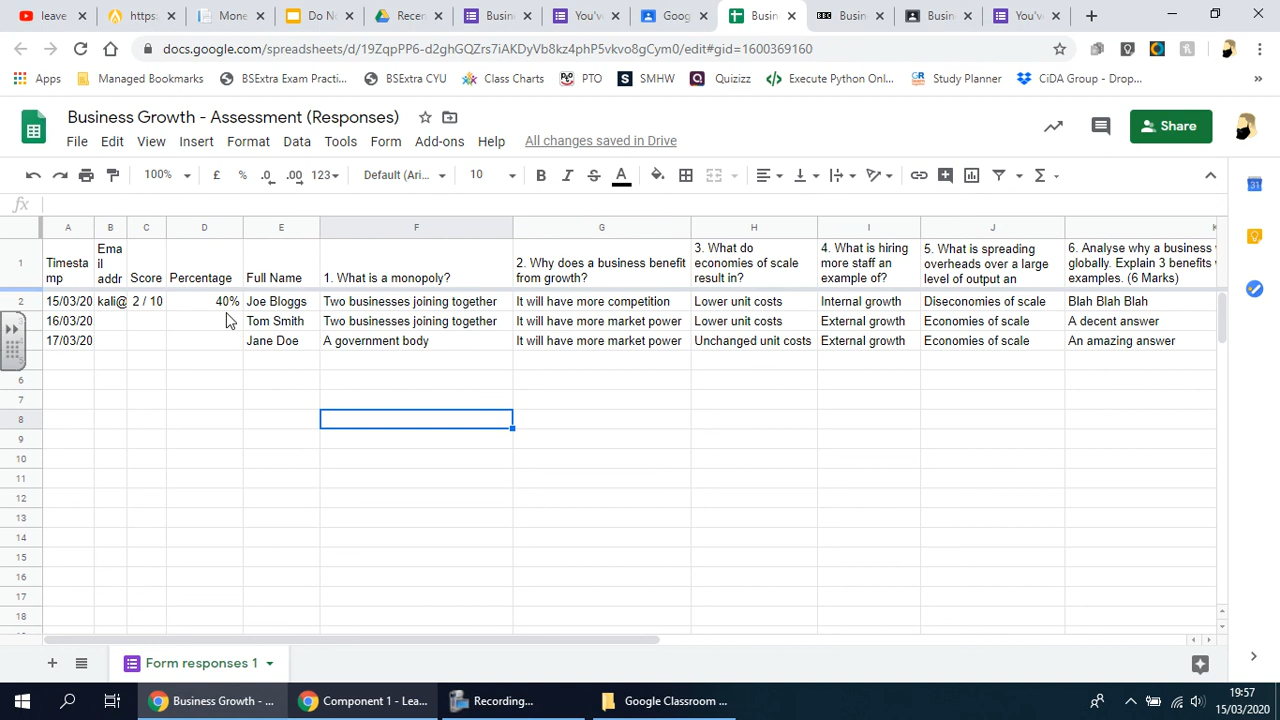 leave
https:
Mone
Do No
Recen
Busin
You've
Goog
Busin
Busin
Busin
You've
docs.google.com/spreadsheets/d/19ZqpPP6-d2ghGQZrs7iAKDyVb8kz4phP5vkvo8gCym0/edit#gid=1600369160
Apps
Managed Bookmarks
BSExtra Exam Practi...
BSExtra CYU
Class Charts
PTO
SMHW
Quizizz
Execute Python Onl...
Study Planner
CiDA Group - Drop...
Business Growth - Assessment (Responses)
Share
File Edit View Insert Format Data Tools Form Add-ons Help All changes saved in Drive
100% £ % .0 .00 123 Default (Ari... 10 B I S A
fx
A B C D E F G H I J K
1 Timesta mp Ema il addr Score Percentage Full Name 1. What is a monopoly? 2. Why does a business benefit from growth? 3. What do economies of scale result in? 4. What is hiring more staff an example of? 5. What is spreading overheads over a large level of output an 6. Analyse why a business globally. Explain 3 benefits examples. (6 Marks)
2 15/03/20 kali@ 2 / 10 40% Joe Bloggs Two businesses joining together It will have more competition Lower unit costs Internal growth Diseconomies of scale Blah Blah Blah
16/03/20 Tom Smith Two businesses joining together It will have more market power Lower unit costs External growth Economies of scale A decent answer
17/03/20 Jane Doe A government body It will have more market power Unchanged unit costs External growth Economies of scale An amazing answer
6
7
8
9
10
11
12
13
14
15
16
17
18
Form responses 1
Business Growth - ...
Component 1 - Lea...
Recording...
Google Classroom ...
19:57
15/03/2020